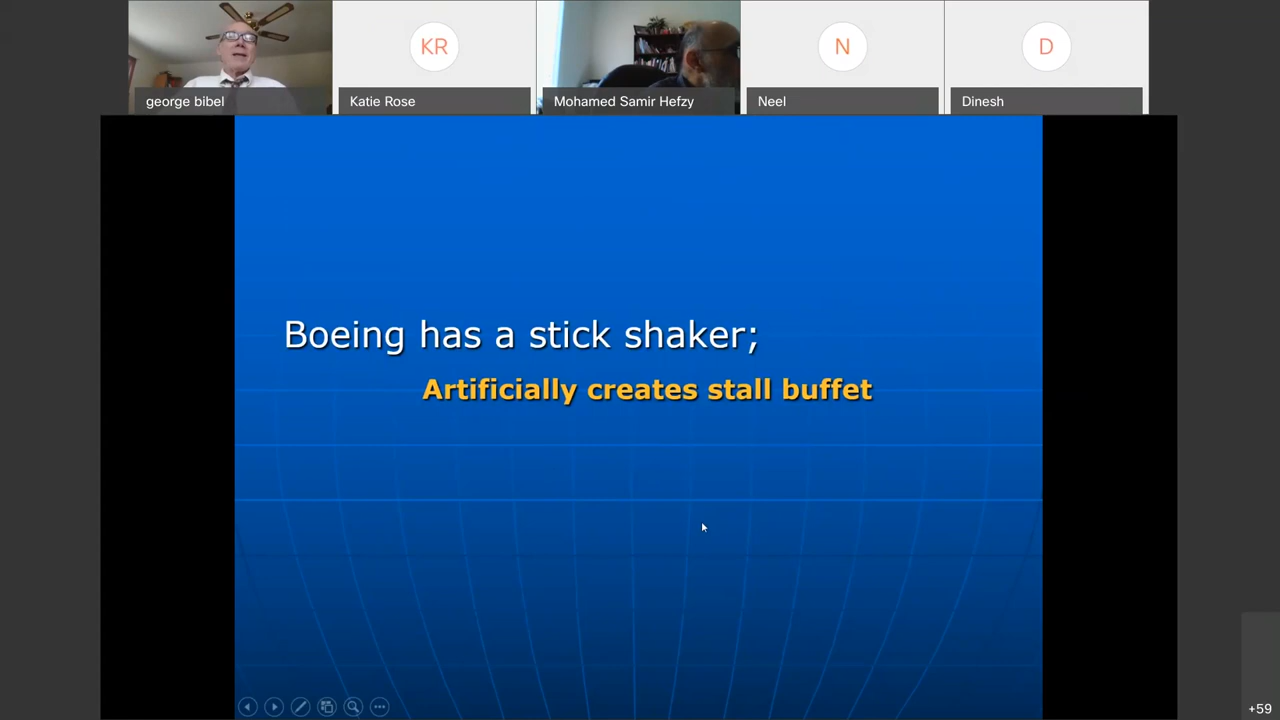 KR
N
D
george bibel
Katie Rose
Mohamed Samir Hefzy
Neel
Dinesh
Boeing has a stick shaker;
Artificially creates stall buffet
+59